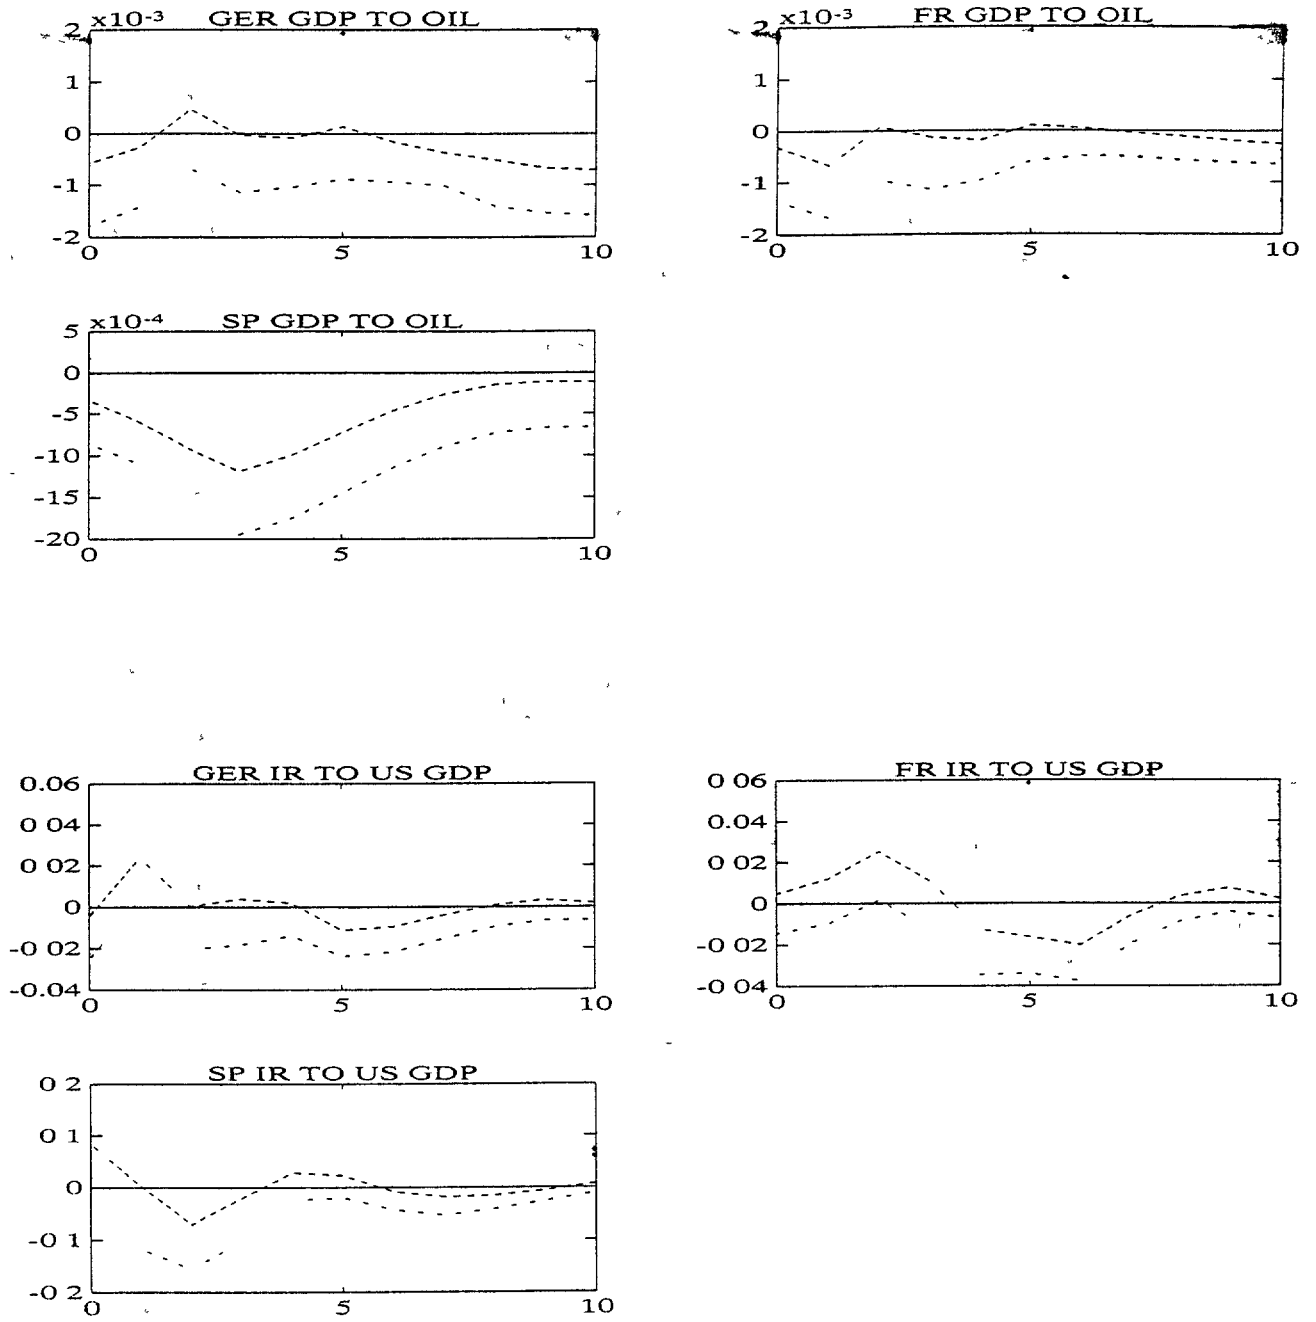 x10-3 GER GDP TO OIL
2
1
0
-1
-2
0 5 10
x10-3 FR GDP TO OIL
2
1
0
-1
-2
0 5 10
x10-4 SP GDP TO OIL
5
0
-5
-10
-15
-20
0 5 10
GER IR TO US GDP
0.06
0 04
0 02
0
-0 02
-0.04
0 5 10
FR IR TO US GDP
0 06
0.04
0 02
0
-0 02
-0 04
0 5 10
SP IR TO US GDP
0 2
0 1
0
-0 1
-0 2
0 5 10